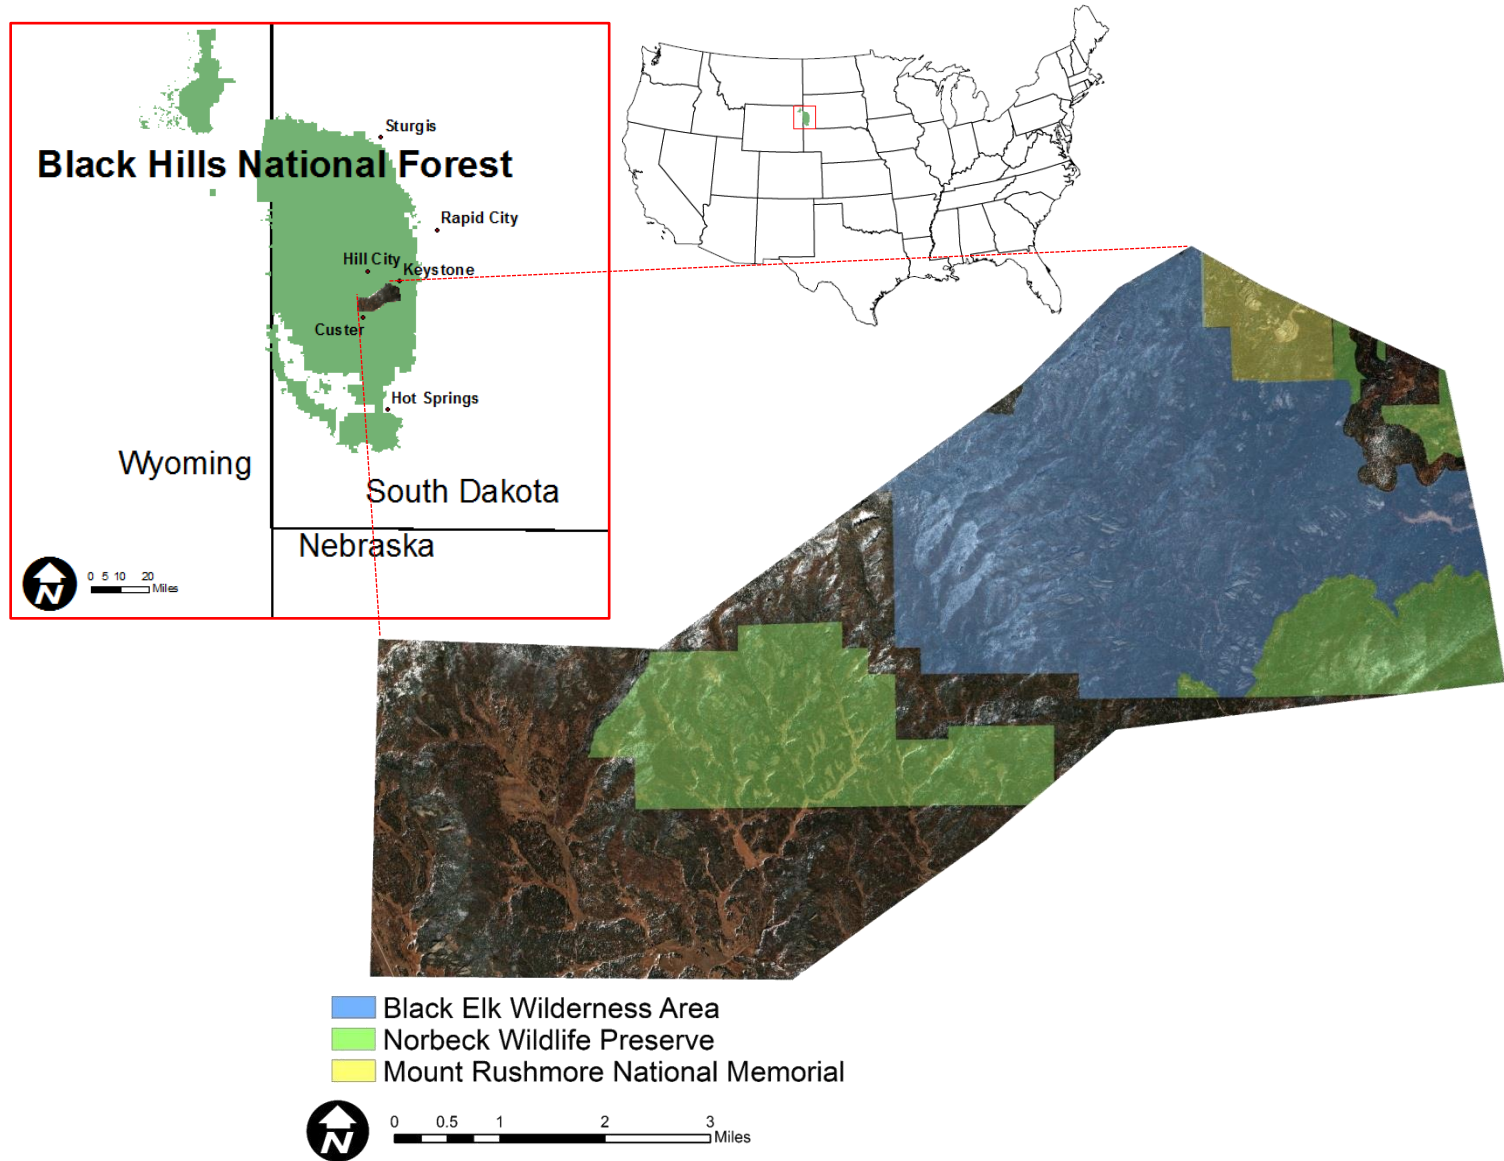 Sturgis
Black Hills National Forest
Rapid City
Hill City
Keystone
Custer
Hot Springs
Wyoming
South Dakota
Nebraska
N
0 5 10 20
Miles
Black Elk Wilderness Area
Norbeck Wildlife Preserve
Mount Rushmore National Memorial
N
0 0.5 1 2 3
Miles